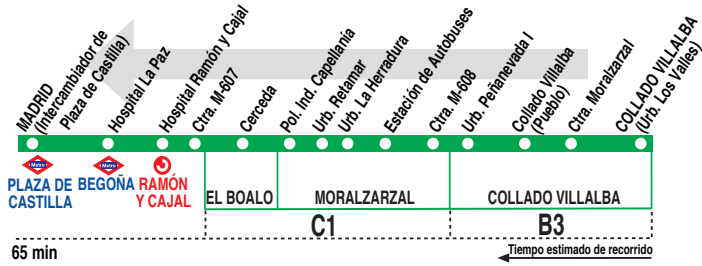 MADRID
(Intercambiador de
Plaza de Castilla)
Hospital La Paz
Hospital Ramón y Cajal
Ctra. M-607
Cerceda
Pol. Ind. Capellanía
Urb. Retamar
Urb. La Herradura
Estación de Autobuses
Ctra. M-608
Urb. Peñanevada I
Collado Villalba
(Pueblo)
Ctra. Moralzarzal
COLLADO VILLALBA
(Urb. Los Valles)
Metro
Metro
PLAZA DE
CASTILLA
BEGOÑA
RAMÓN
Y CAJAL
EL BOALO
MORALZARZAL
COLLADO VILLALBA
C1
B3
65 min
Tiempo estimado de recorrido